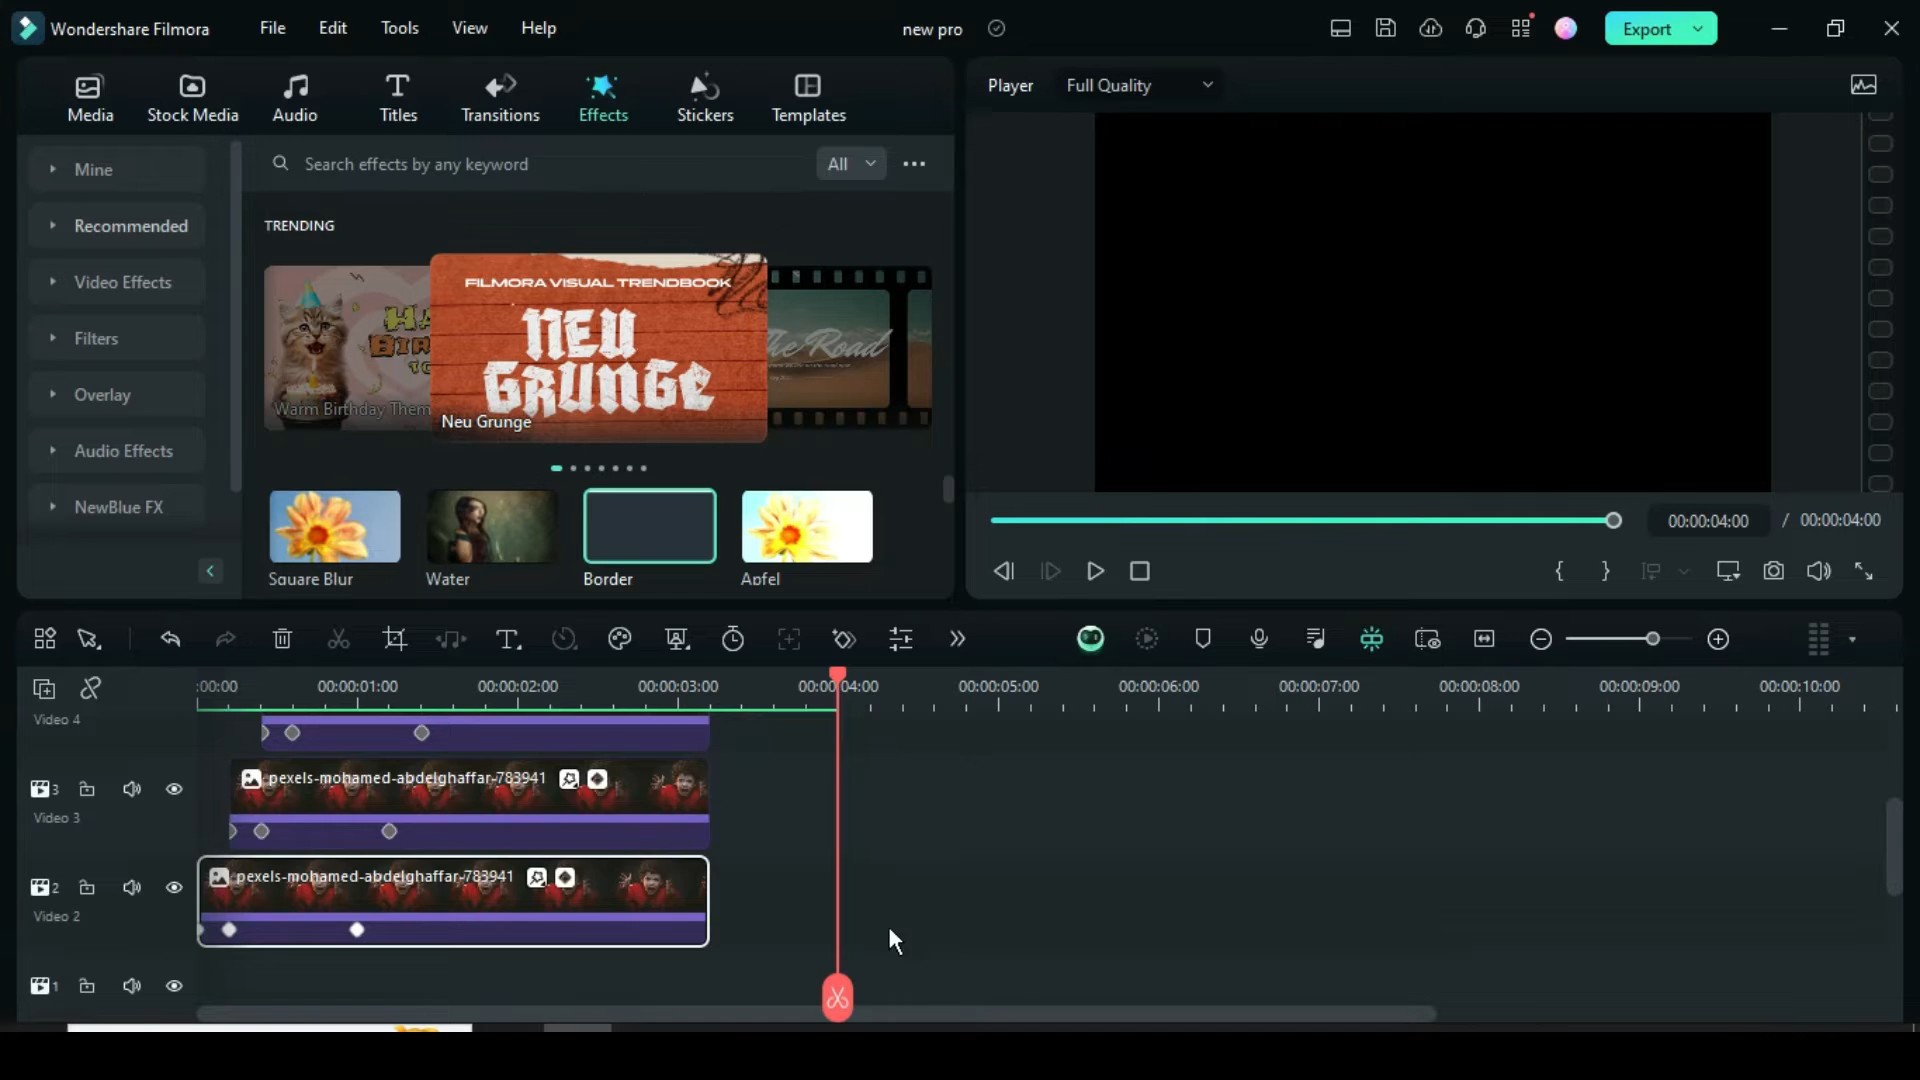 Wondershare Filmora
File
Edit
Tools
View
Help
new pro
Export
Media
Stock Media
Audio
Titles
Transitions
Effects
Stickers
Templates
Player
Full Quality
Mine
Recommended
Video Effects
Filters
Overlay
Audio Effects
NewBlue FX
Search effects by any keyword
All
TRENDING
Warm Birthday Them
FILMORA VISUAL TRENDBOOK
NEU
GRUNGE
Neu Grunge
he Road
Square Blur
Water
Border
Apfel
00:00:04:00 / 00:00:04:00
:00:00
00:00:01:00
00:00:02:00
00:00:03:00
00:00:04:00
00:00:05:00
00:00:06:00
00:00:07:00
00:00:08:00
00:00:09:00
00:00:10:00
Video 4
pexels-mohamed-abdelghaffar-783941
3
Video 3
pexels-mohamed-abdelghaffar-783941
2
Video 2
1